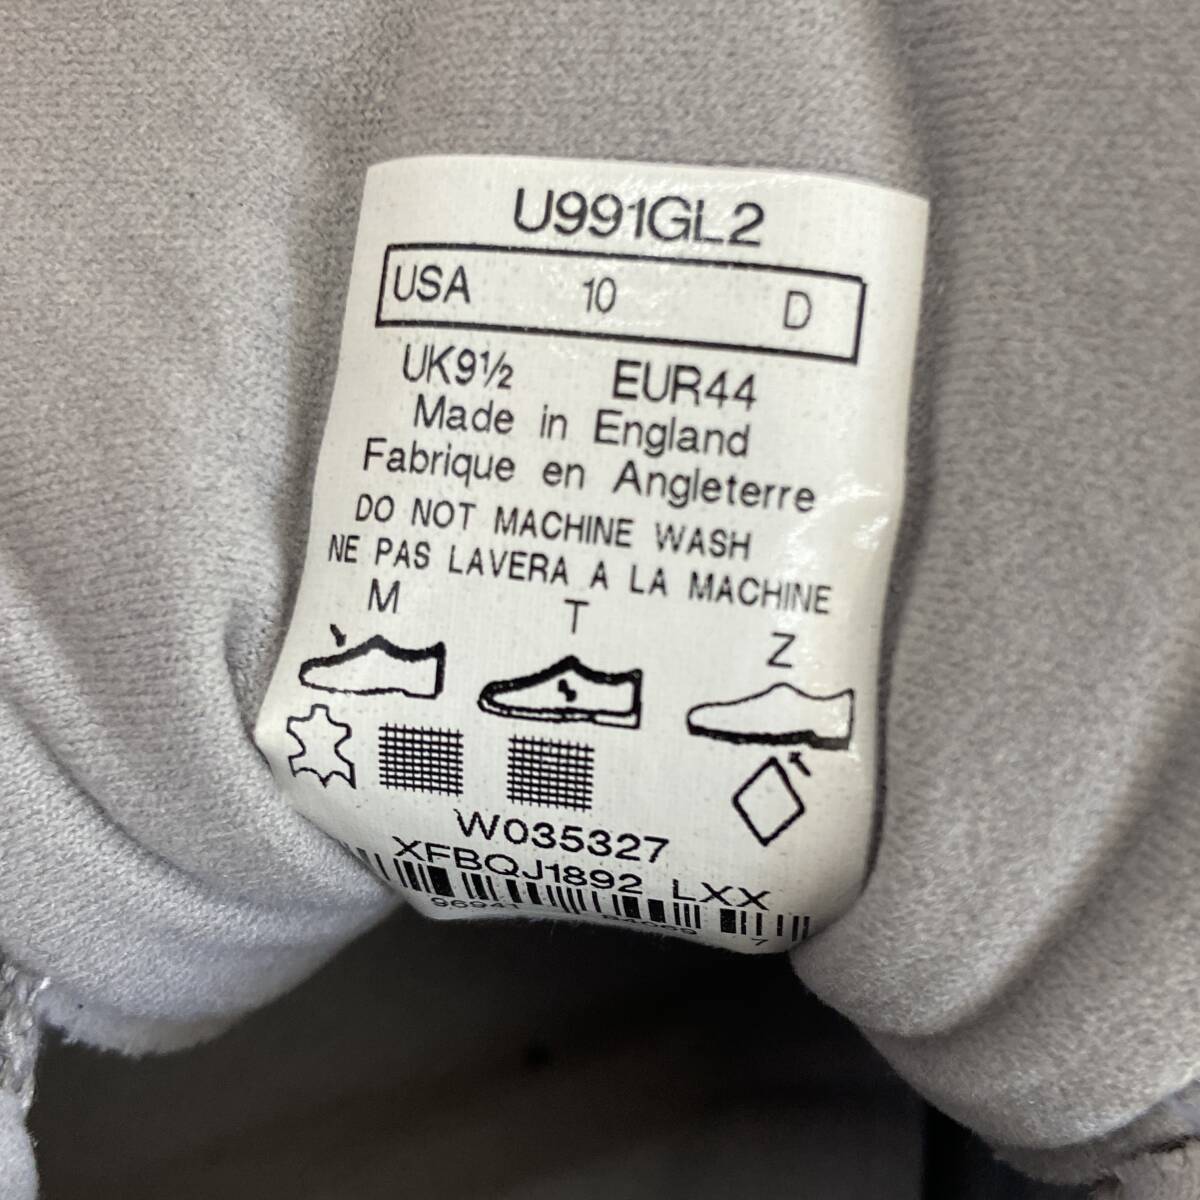 U991GL2
USA 10 D
UK9½ EUR44
Made in England
Fabrique en Angleterre
DO NOT MACHINE WASH
NE PAS LAVERA A LA MACHINE
M T Z
W035327
XFBQJ1892 LXX
7